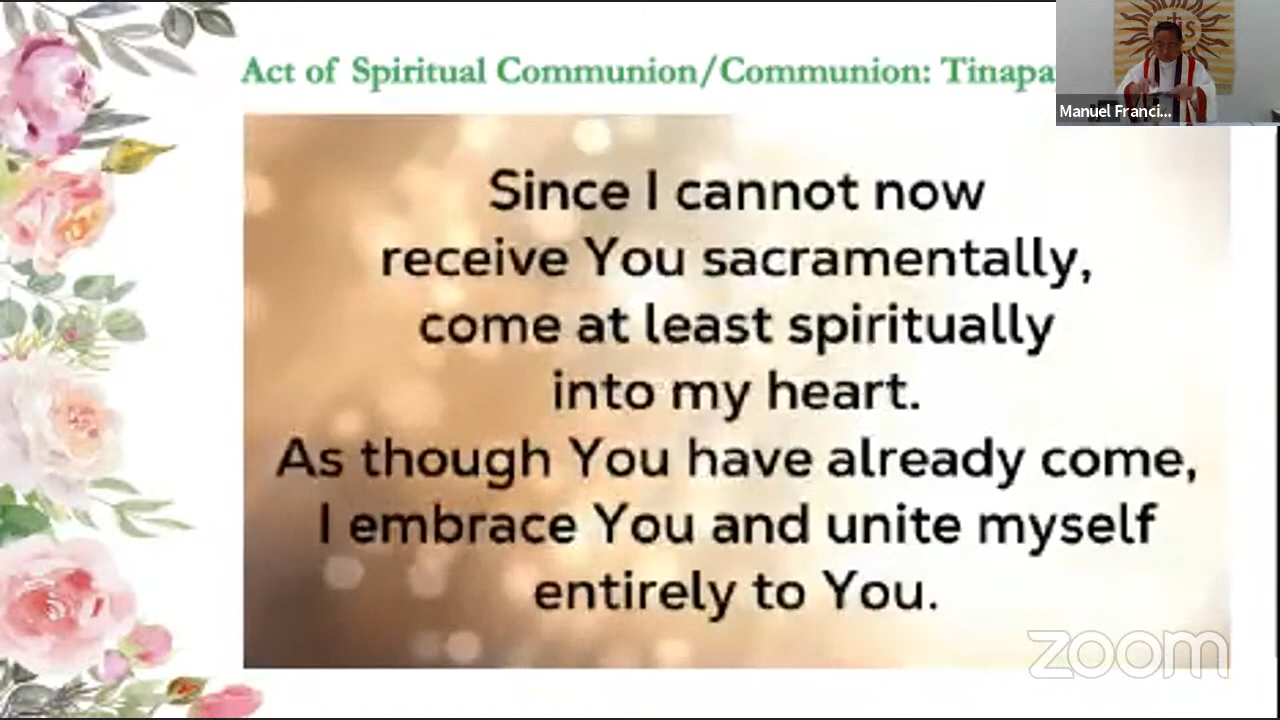 Act of Spiritual Communion/Communion: Tinapa
Manuel Franci...
Since I cannot now
receive You sacramentally,
come at least spiritually
into my heart.
As though You have already come,
I embrace You and unite myself
entirely to You.
zoom